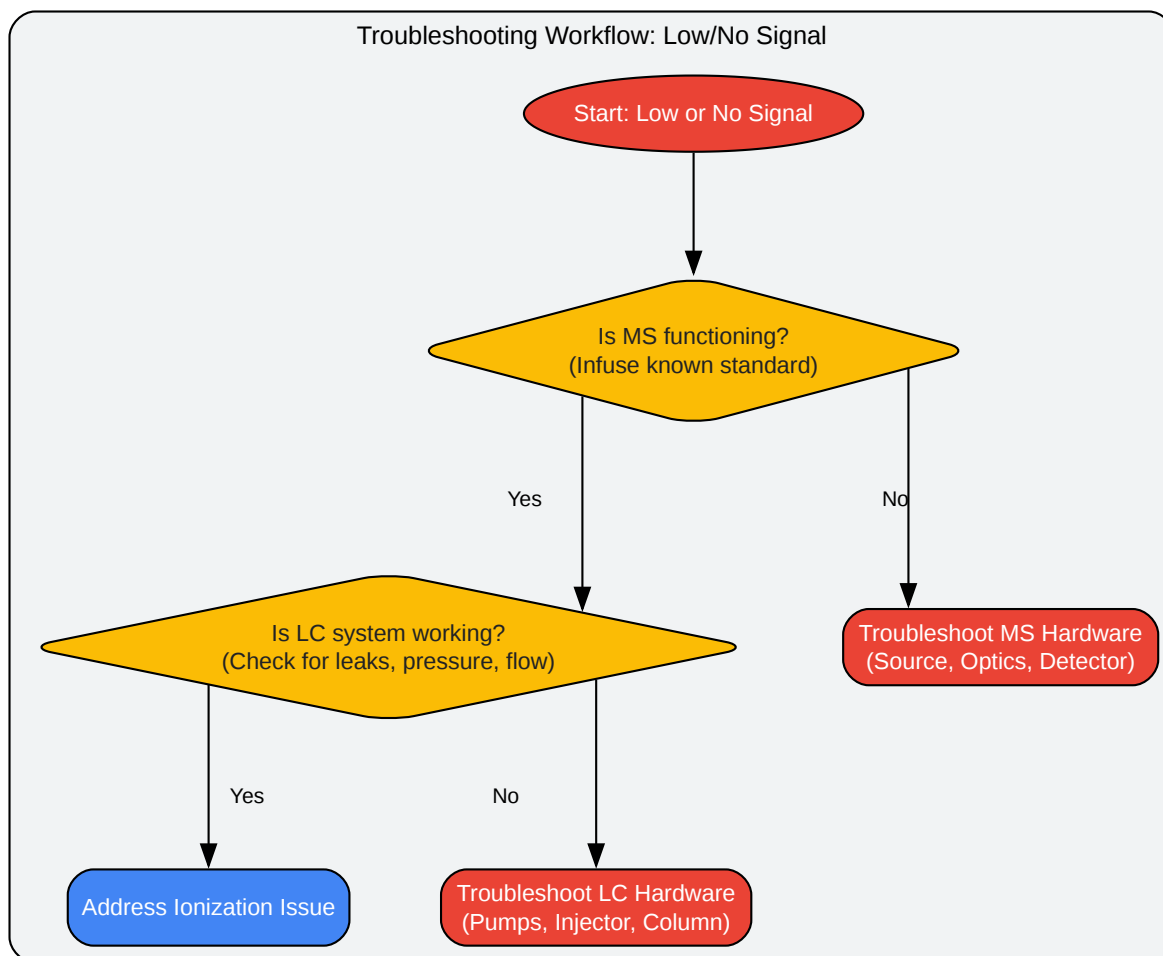 Troubleshooting Workflow: Low/No Signal
Start: Low or No Signal
Is MS functioning?
(Infuse known standard)
Yes
No
Is LC system working?
(Check for leaks, pressure, flow)
Troubleshoot MS Hardware
(Source, Optics, Detector)
Yes
No
Address Ionization Issue
Troubleshoot LC Hardware
(Pumps, Injector, Column)